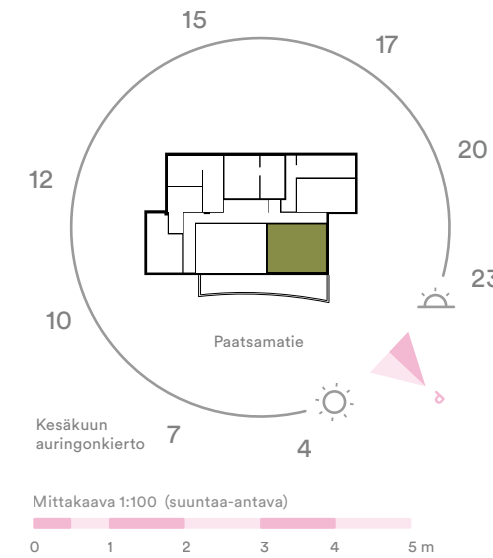 15
17
20
12
23
10
Paatsamatie
Kesäkuun
auringonkierto
7
4
P
Mittakaava 1:100 (suuntaa-antava)
0 1 2 3 4 5 m